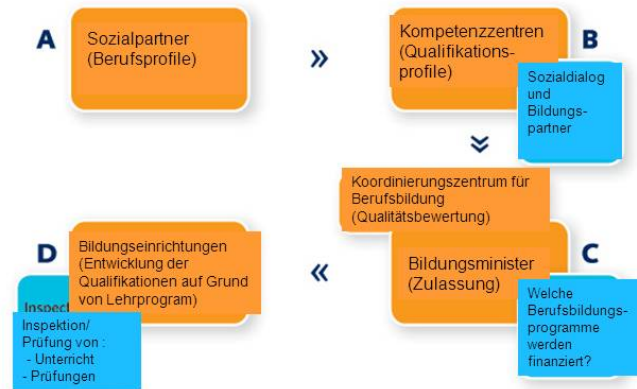 A
Sozialpartner
(Berufsprofile)
»
Kompetenzzentren
(Qualifikations-
profile)
B
Sozialdialog
und
Bildungs-
partner
Koordinierungszentrum für
Berufsbildung
(Qualitätsbewertung)
Bildungsminister
(Zulassung)
C
Welche
Berufsbildungs-
programme
werden
finanziert?
«
D
Bildungseinrichtungen
(Entwicklung der
Qualifikationen auf Grund
von Lehrprogram)
Inspect
Inspektion/
Prüfung von :
- Unterricht
- Prüfungen